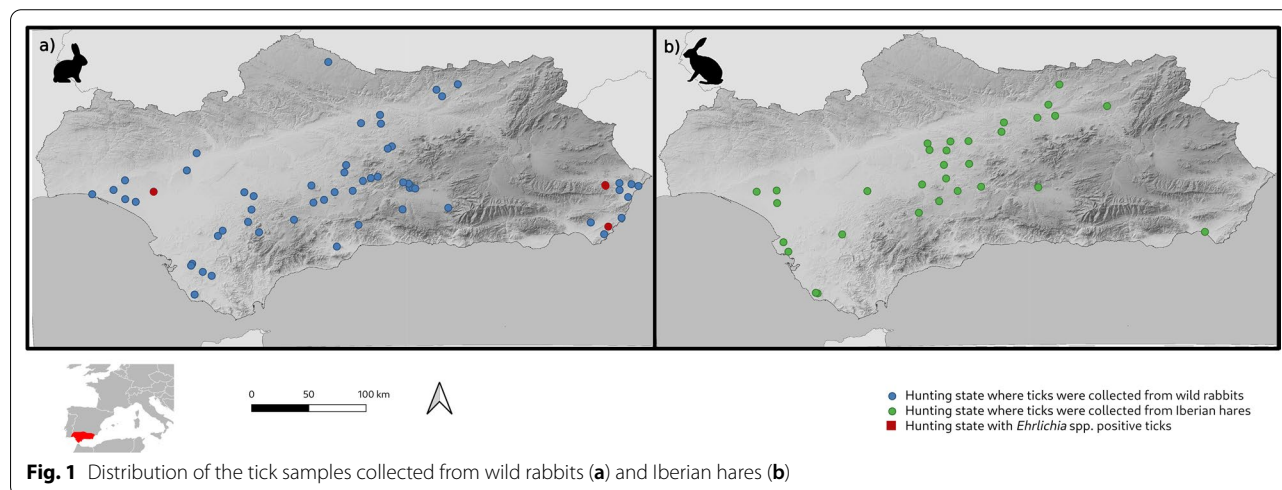 a)
b)
0 50 100 km
Hunting state where ticks were collected from wild rabbits
Hunting state where ticks were collected from Iberian hares
Hunting state with Ehrlichia spp. positive ticks
Fig. 1 Distribution of the tick samples collected from wild rabbits (a) and Iberian hares (b)